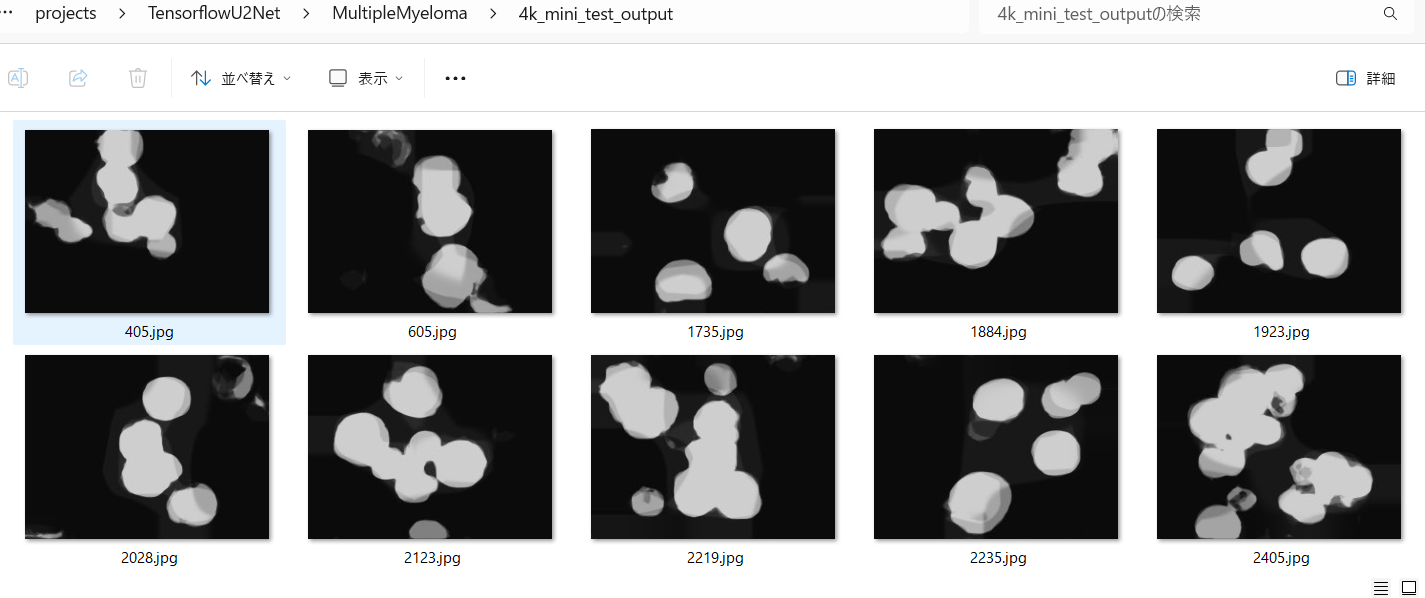 … projects > TensorflowU2Net > MultipleMyeloma > 4k_mini_test_output
4k_mini_test_outputの検索
並べ替え
表示
詳細
405.jpg
605.jpg
1735.jpg
1884.jpg
1923.jpg
2028.jpg
2123.jpg
2219.jpg
2235.jpg
2405.jpg